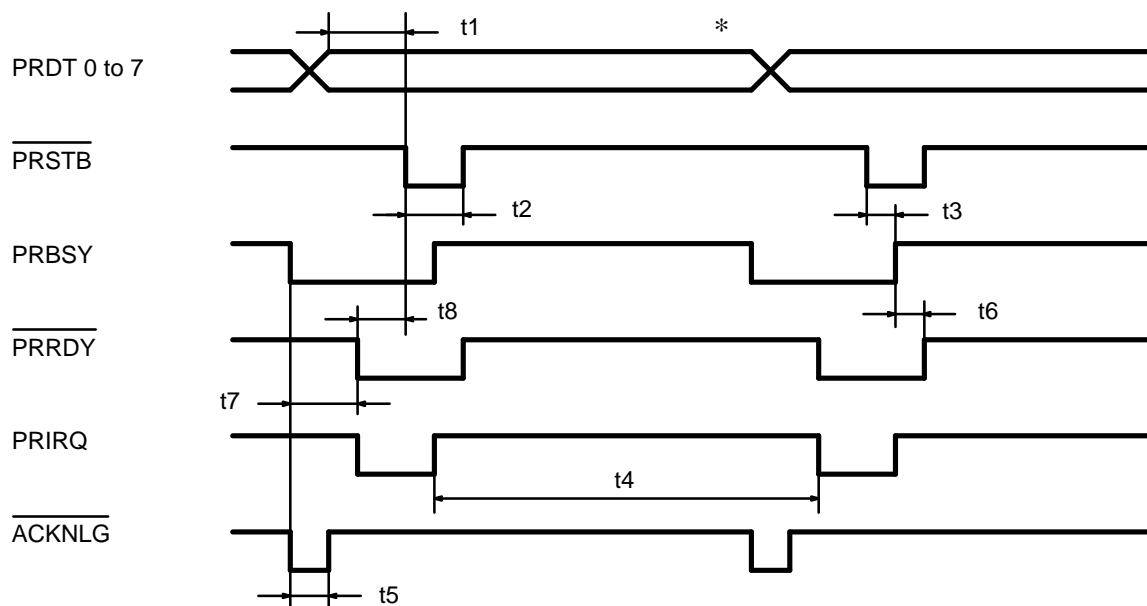 t1
*
PRDT 0 to 7
PRSTB
t2
t3
PRBSY
t8
t6
PRRDY
t7
PRIRQ
t4
ACKNLG
t5